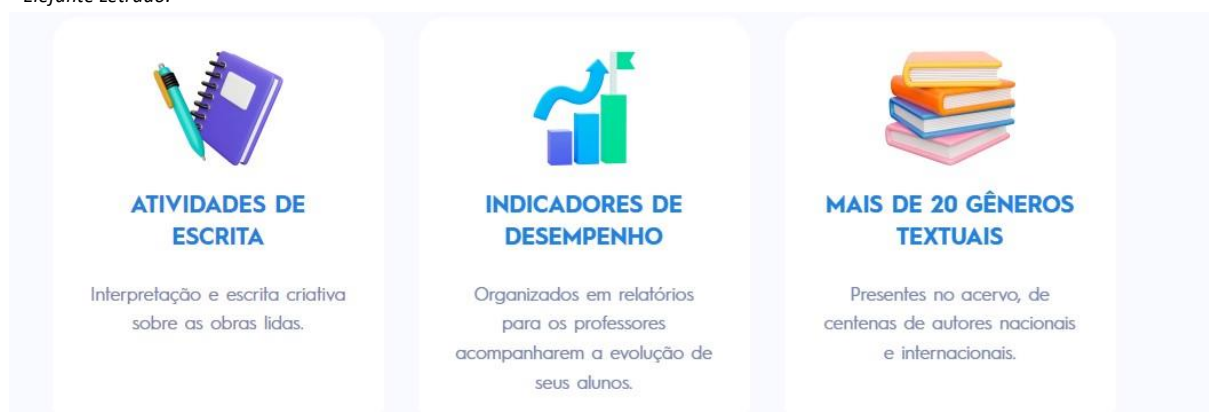 Elefante Letrado.
ATIVIDADES DE
ESCRITA
Interpretação e escrita criativa
sobre as obras lidas.
INDICADORES DE
DESEMPENHO
Organizados em relatórios
para os professores
acompanharem a evolução de
seus alunos.
MAIS DE 20 GÊNEROS
TEXTUAIS
Presentes no acervo, de
centenas de autores nacionais
e internacionais.